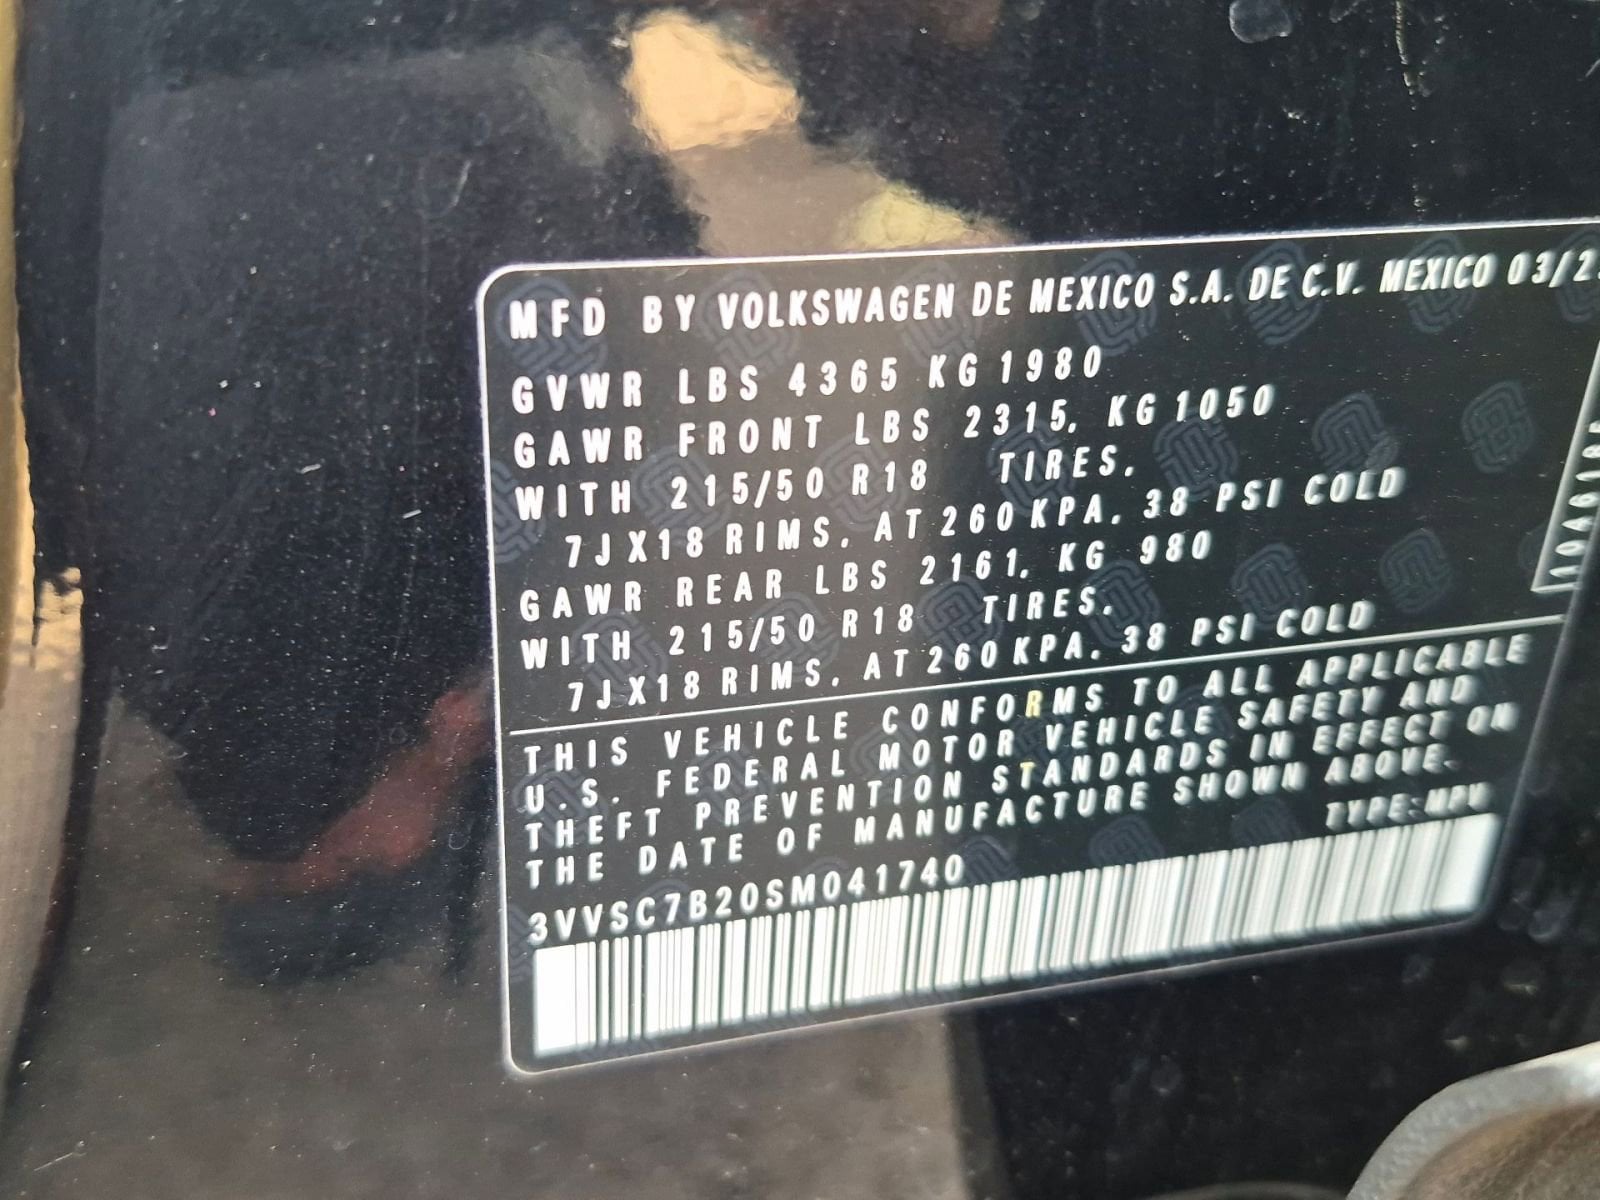 MFD BY VOLKSWAGEN DE MEXICO S.A. DE C.V. MEXICO 03/2
GVWR LBS 4365 KG 1980
GAWR FRONT LBS 2315, KG 1050
WITH 215/50 R18 TIRES,
7JX18 RIMS, AT 260 KPA, 38 PSI COLD
GAWR REAR LBS 2161, KG 980
WITH 215/50 R18 TIRES,
7JX18 RIMS, AT 260 KPA, 38 PSI COLD
THIS VEHICLE CONFORMS TO ALL APPLICABLE
U.S. FEDERAL MOTOR VEHICLE SAFETY AND
THEFT PREVENTION STANDARDS IN EFFECT ON
THE DATE OF MANUFACTURE SHOWN ABOVE.
TYPE: MPV
3VVSC7B20SM041740